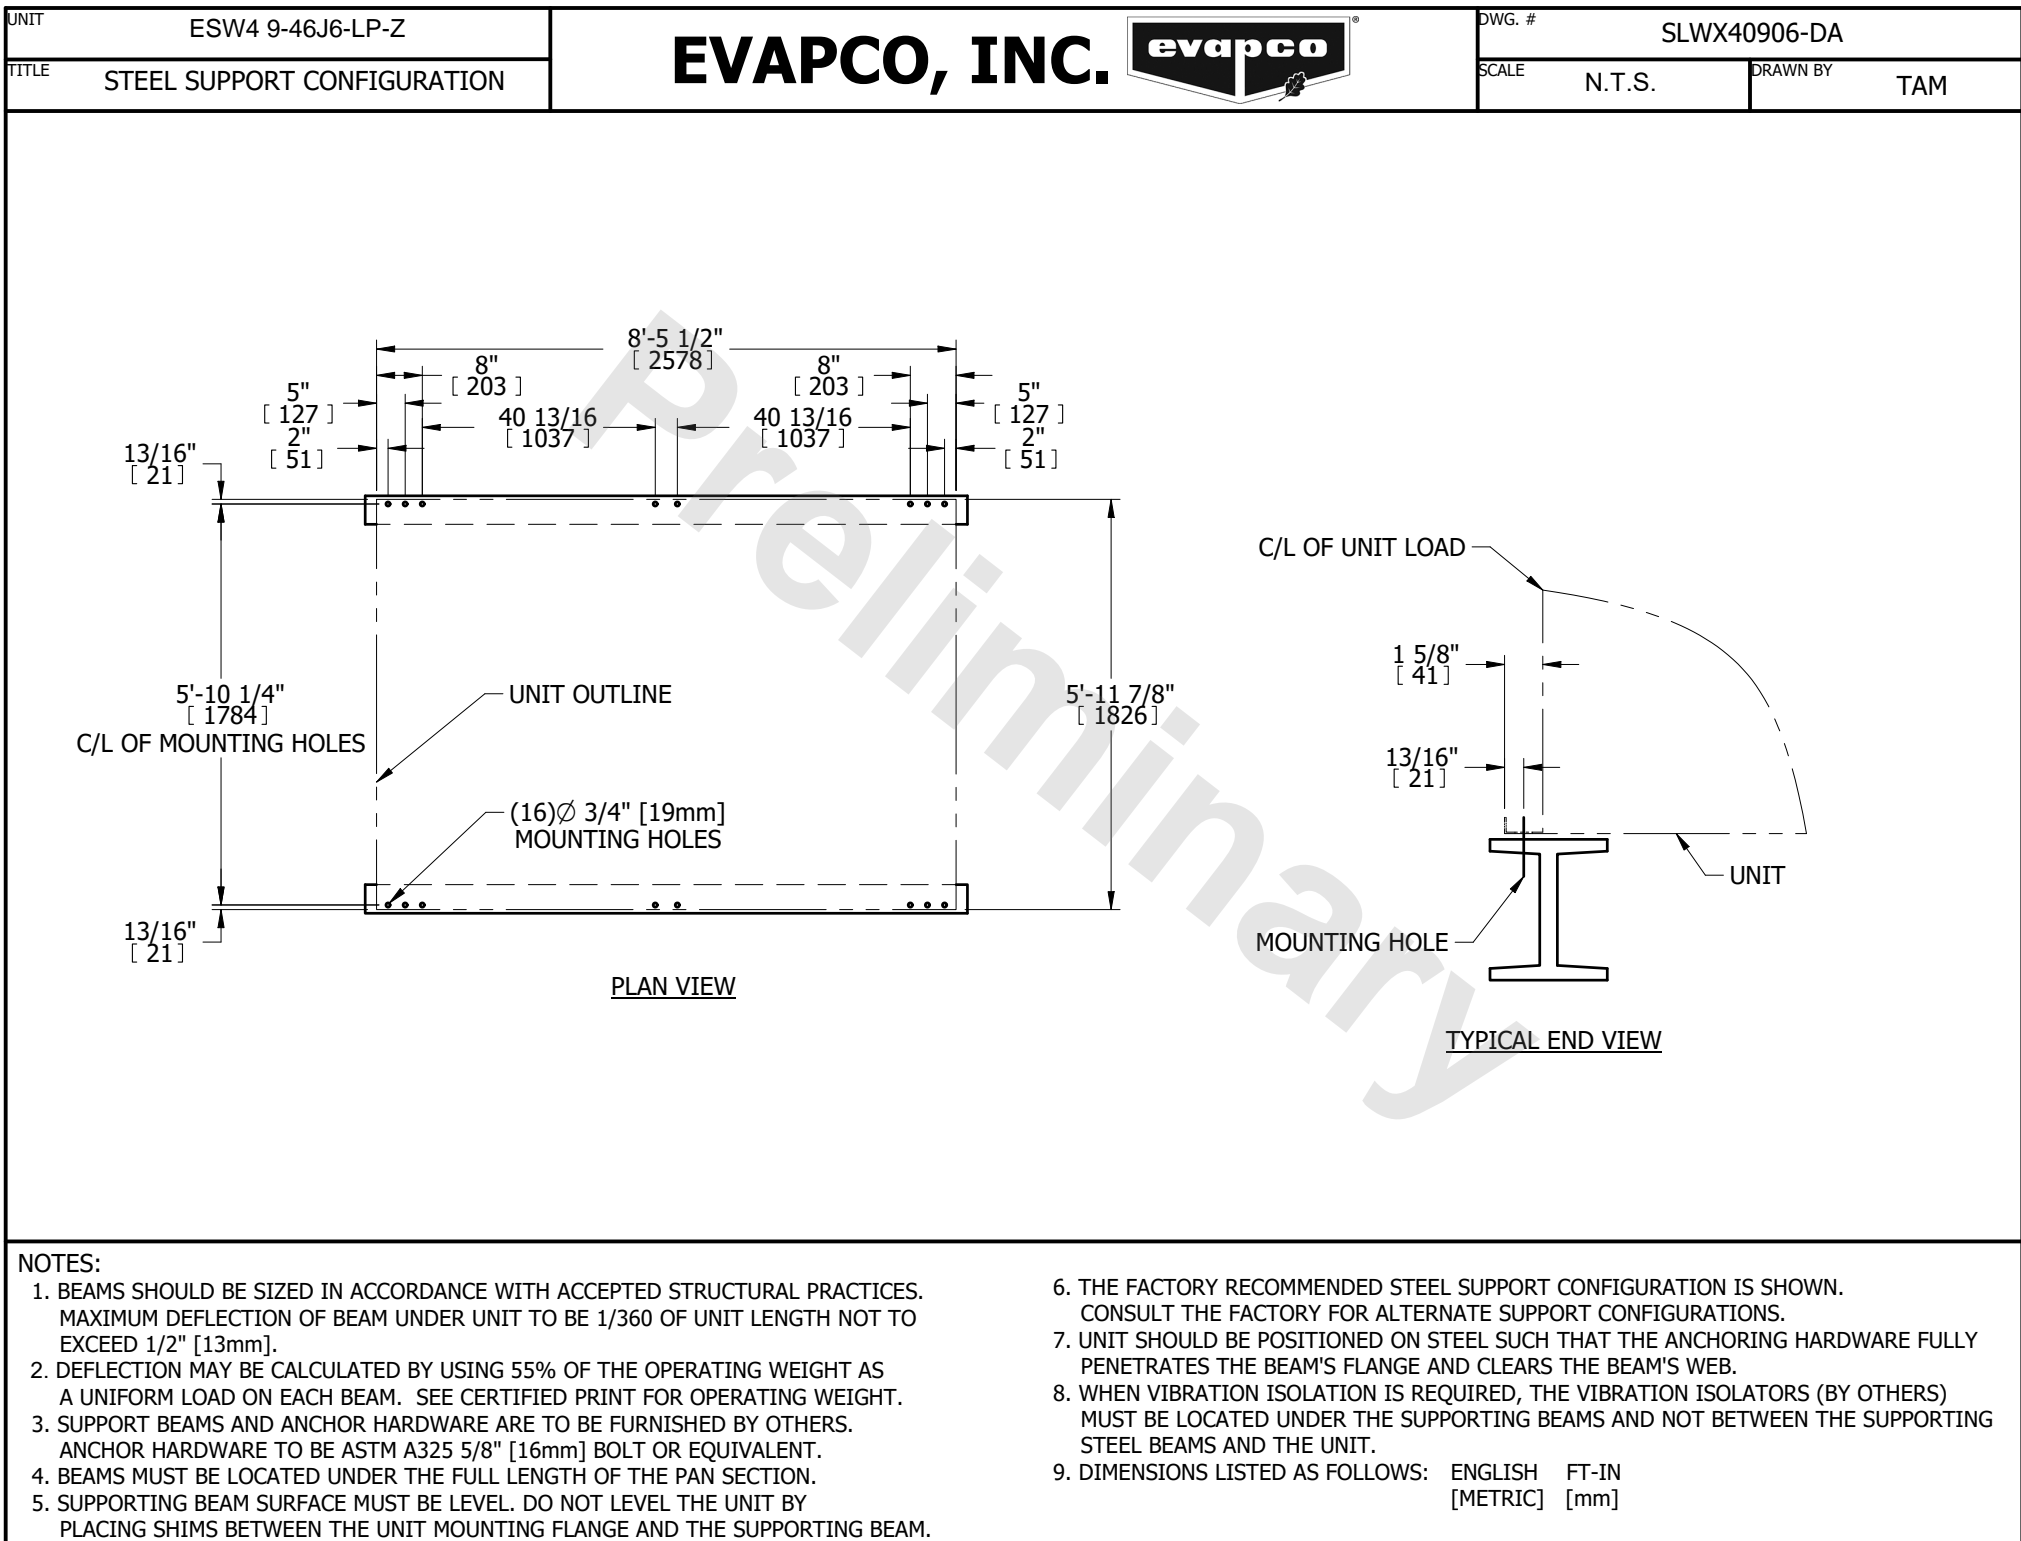 UNIT
ESW4 9-46J6-LP-Z
TITLE
STEEL SUPPORT CONFIGURATION
EVAPCO, INC.
evapco
®
DWG. #
SLWX40906-DA
SCALE
N.T.S.
DRAWN BY
TAM
Preliminary
8'-5 1/2"
[ 2578 ]
8"
[ 203 ]
8"
[ 203 ]
5"
[ 127 ]
5"
[ 127 ]
40 13/16
[ 1037 ]
40 13/16
[ 1037 ]
2"
[ 51 ]
2"
[ 51 ]
13/16"
[ 21 ]
5'-10 1/4"
[ 1784 ]
C/L OF MOUNTING HOLES
UNIT OUTLINE
5'-11 7/8"
[ 1826 ]
(16)Ø 3/4" [19mm]
MOUNTING HOLES
13/16"
[ 21 ]
PLAN VIEW
C/L OF UNIT LOAD
1 5/8"
[ 41 ]
13/16"
[ 21 ]
UNIT
MOUNTING HOLE
TYPICAL END VIEW
NOTES:
1. BEAMS SHOULD BE SIZED IN ACCORDANCE WITH ACCEPTED STRUCTURAL PRACTICES.
MAXIMUM DEFLECTION OF BEAM UNDER UNIT TO BE 1/360 OF UNIT LENGTH NOT TO
EXCEED 1/2" [13mm].
2. DEFLECTION MAY BE CALCULATED BY USING 55% OF THE OPERATING WEIGHT AS
A UNIFORM LOAD ON EACH BEAM. SEE CERTIFIED PRINT FOR OPERATING WEIGHT.
3. SUPPORT BEAMS AND ANCHOR HARDWARE ARE TO BE FURNISHED BY OTHERS.
ANCHOR HARDWARE TO BE ASTM A325 5/8" [16mm] BOLT OR EQUIVALENT.
4. BEAMS MUST BE LOCATED UNDER THE FULL LENGTH OF THE PAN SECTION.
5. SUPPORTING BEAM SURFACE MUST BE LEVEL. DO NOT LEVEL THE UNIT BY
PLACING SHIMS BETWEEN THE UNIT MOUNTING FLANGE AND THE SUPPORTING BEAM.
6. THE FACTORY RECOMMENDED STEEL SUPPORT CONFIGURATION IS SHOWN.
CONSULT THE FACTORY FOR ALTERNATE SUPPORT CONFIGURATIONS.
7. UNIT SHOULD BE POSITIONED ON STEEL SUCH THAT THE ANCHORING HARDWARE FULLY
PENETRATES THE BEAM'S FLANGE AND CLEARS THE BEAM'S WEB.
8. WHEN VIBRATION ISOLATION IS REQUIRED, THE VIBRATION ISOLATORS (BY OTHERS)
MUST BE LOCATED UNDER THE SUPPORTING BEAMS AND NOT BETWEEN THE SUPPORTING
STEEL BEAMS AND THE UNIT.
9. DIMENSIONS LISTED AS FOLLOWS: ENGLISH FT-IN
[METRIC] [mm]